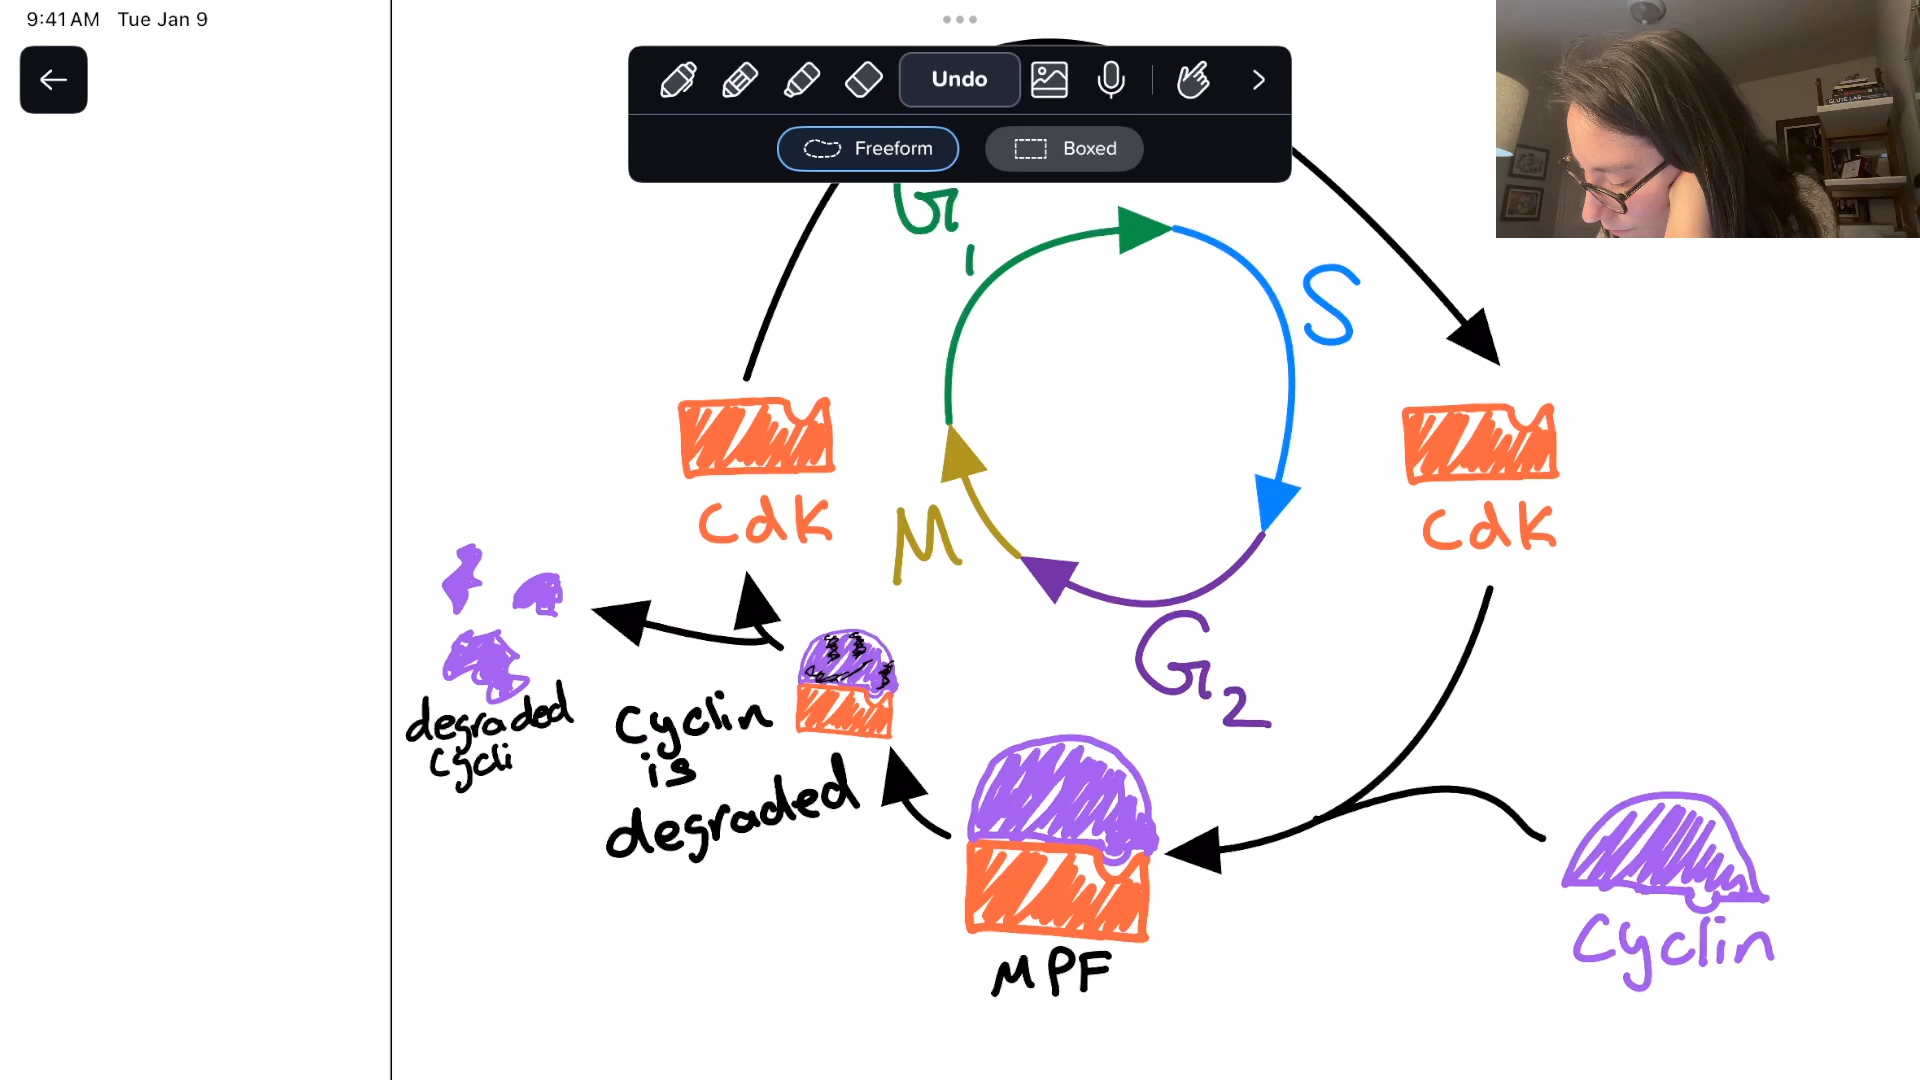 9:41 AM Tue Jan 9
Undo
Freeform
Boxed
G1
S
cdk
cdk
M
G2
degraded
cycli
cyclin
is
degraded
MPF
cyclin